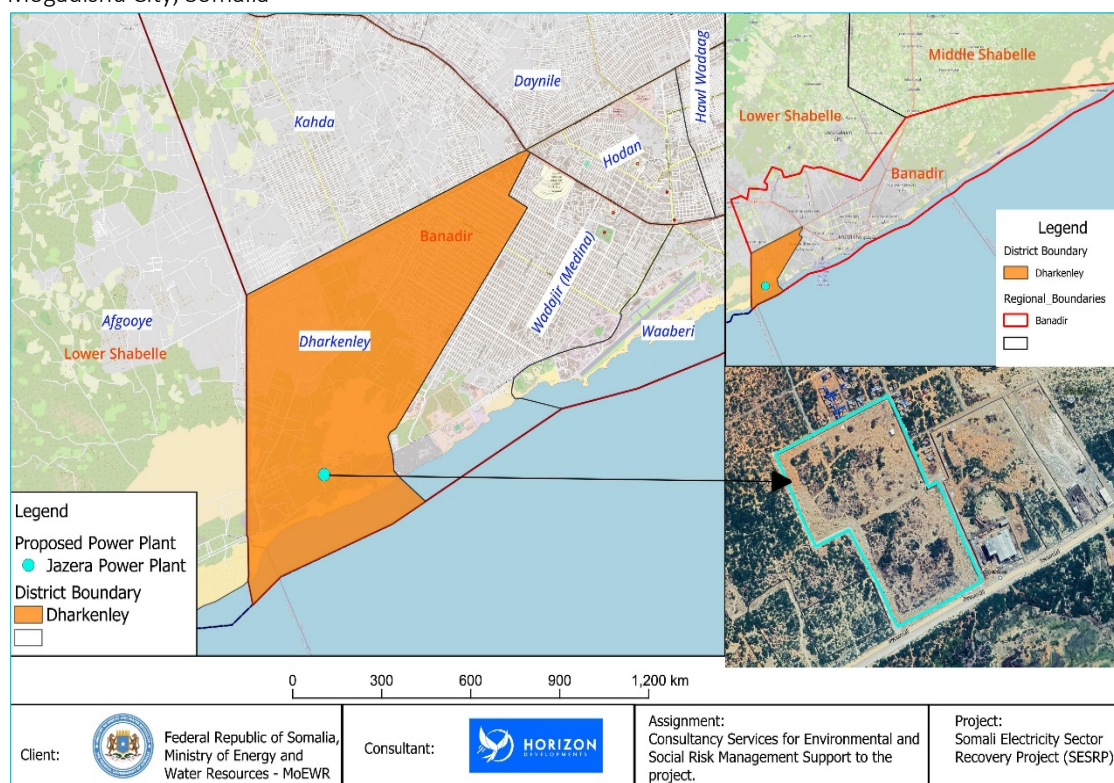 Mogadishu City, Somalia
Daynile
Hawl Wadaag
Kahda
Hodan
Banadir
Wadajir (Medina)
Afgooye
Lower Shabelle
Dharkenley
Waaberi
Legend
Proposed Power Plant
Jazera Power Plant
District Boundary
Dharkenley
Middle Shabelle
Lower Shabelle
Banadir
Legend
District Boundary
Dharkenley
Regional_Boundaries
Banadir
0 300 600 900 1,200 km
Client:
Federal Republic of Somalia,
Ministry of Energy and
Water Resources - MoEWR
Consultant:
HORIZON
DEVELOPMENTS
Assignment:
Consultancy Services for Environmental and
Social Risk Management Support to the
project.
Project:
Somali Electricity Sector
Recovery Project (SESRP)